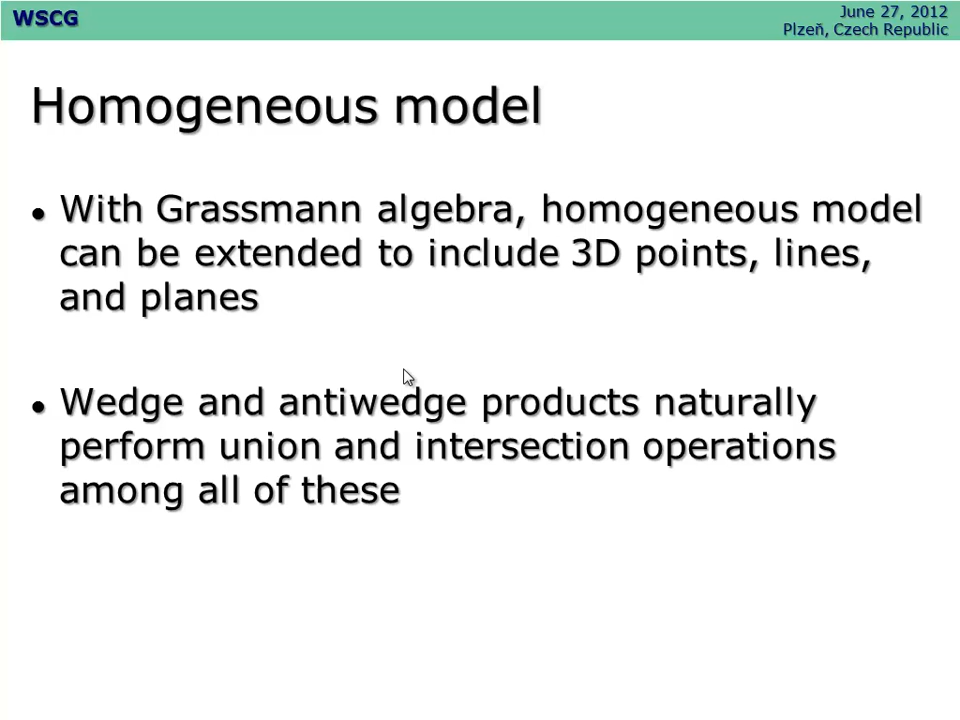 WSCG
June 27, 2012
Plzeň, Czech Republic
Homogeneous model
• With Grassmann algebra, homogeneous model
can be extended to include 3D points, lines,
and planes
• Wedge and antiwedge products naturally
perform union and intersection operations
among all of these